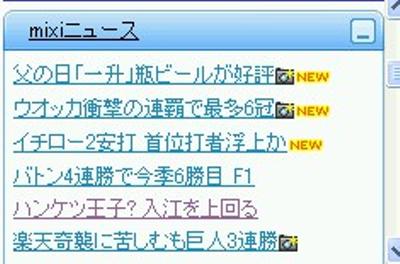 mixiニュース
父の日「一升」瓶ビールが好評 NEW
ウオッカ衝撃の連覇で最多6冠 NEW
イチロー2安打 首位打者浮上か NEW
バトン4連勝で今季6勝目 F1
ハンケツ王子? 入江を上回る
楽天奇襲に苦しむも巨人3連勝